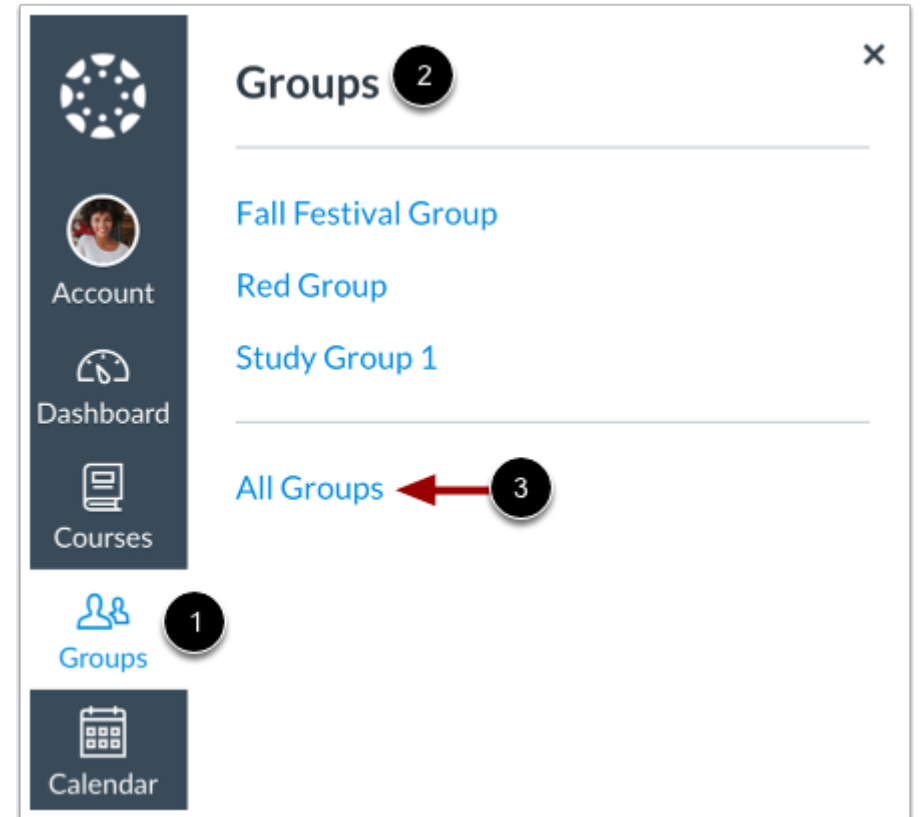 Account
Dashboard
Courses
Groups 1
Calendar
Groups 2
×
Fall Festival Group
Red Group
Study Group 1
All Groups 3